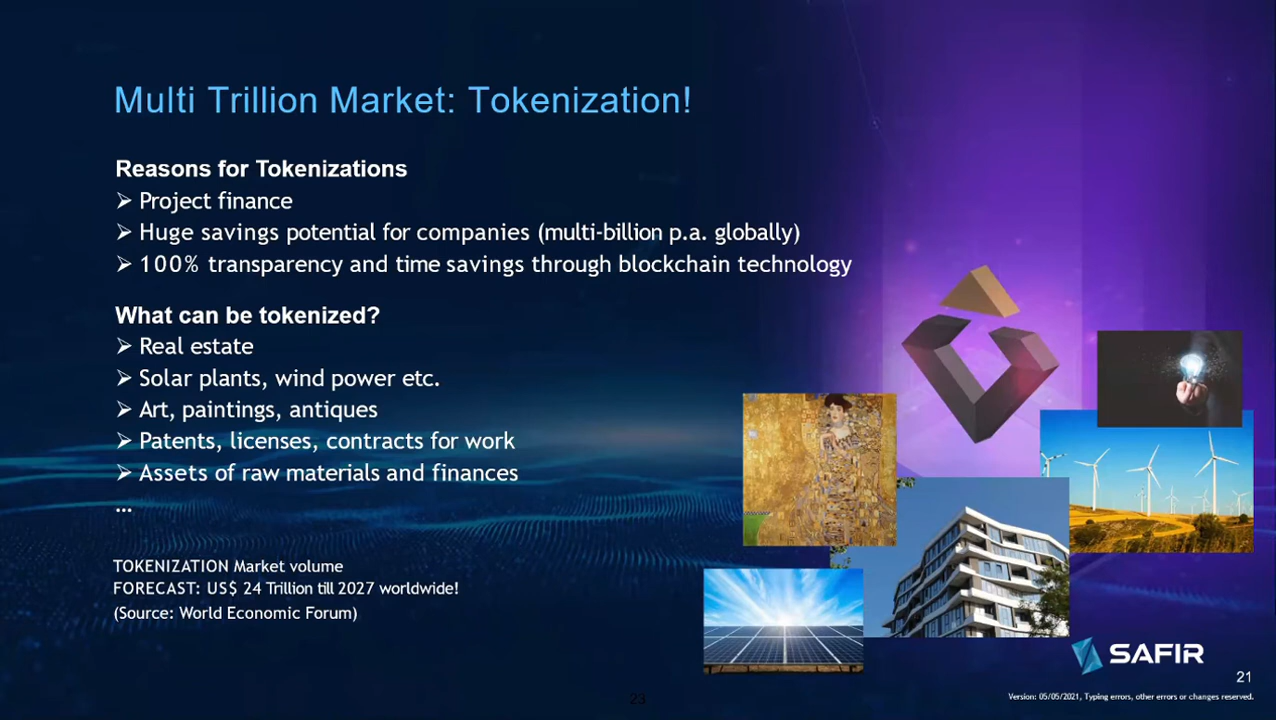 Multi Trillion Market: Tokenization!
Reasons for Tokenizations
➢ Project finance
➢ Huge savings potential for companies (multi-billion p.a. globally)
➢ 100% transparency and time savings through blockchain technology
What can be tokenized?
➢ Real estate
➢ Solar plants, wind power etc.
➢ Art, paintings, antiques
➢ Patents, licenses, contracts for work
➢ Assets of raw materials and finances
...
TOKENIZATION Market volume
FORECAST: US$ 24 Trillion till 2027 worldwide!
(Source: World Economic Forum)
SAFIR
21
23
Version: 05/05/2021, Typing errors, other errors or changes reserved.